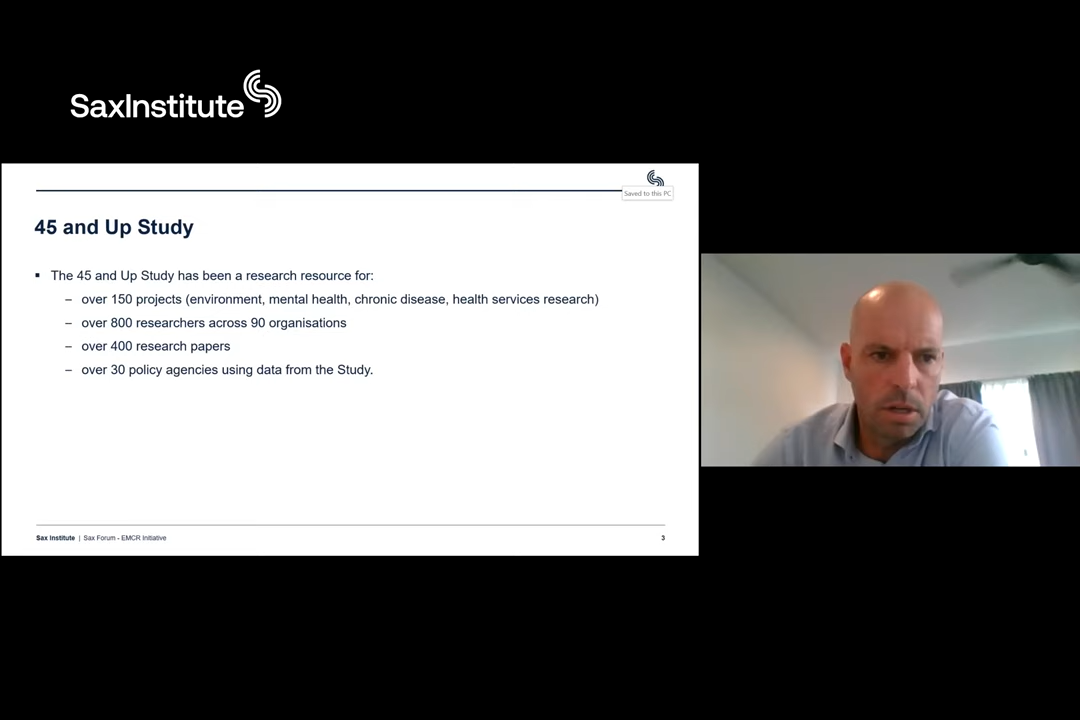 SaxInstitute
Saved to this PC
45 and Up Study
▪ The 45 and Up Study has been a research resource for:
– over 150 projects (environment, mental health, chronic disease, health services research)
– over 800 researchers across 90 organisations
– over 400 research papers
– over 30 policy agencies using data from the Study.
Sax Institute | Sax Forum - EMCR Initiative 3